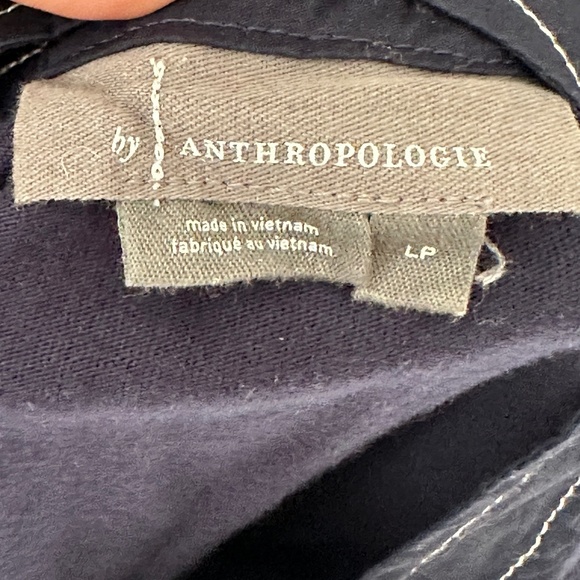 by ANTHROPOLOGIE
made in vietnam
fabriqué au vietnam
LP